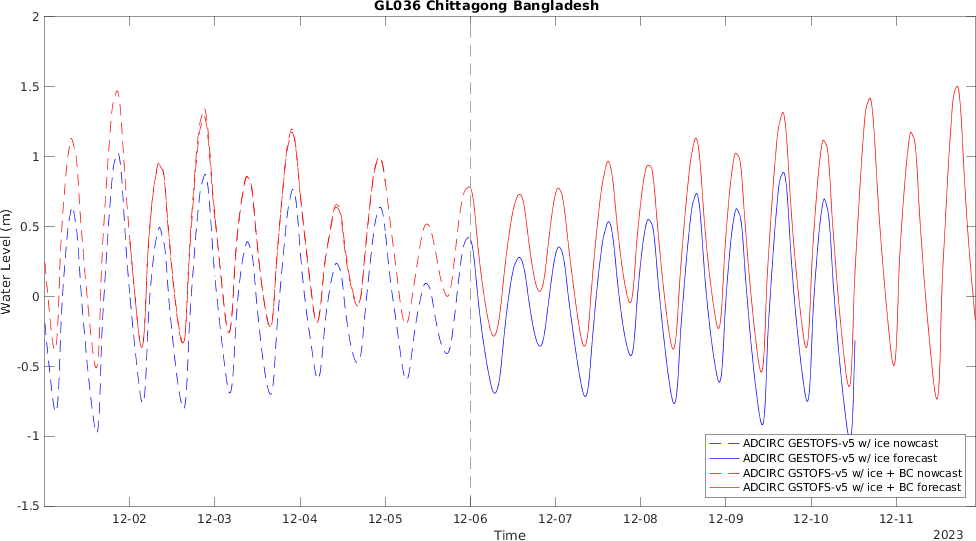 GL036 Chittagong Bangladesh
2
1.5
1
0.5
0
-0.5
-1
-1.5
Water Level (m)
12-02 12-03 12-04 12-05 12-06 12-07 12-08 12-09 12-10 12-11
Time
2023
ADCIRC GESTOFS-v5 w/ ice nowcast
ADCIRC GESTOFS-v5 w/ ice forecast
ADCIRC GSTOFS-v5 w/ ice + BC nowcast
ADCIRC GSTOFS-v5 w/ ice + BC forecast